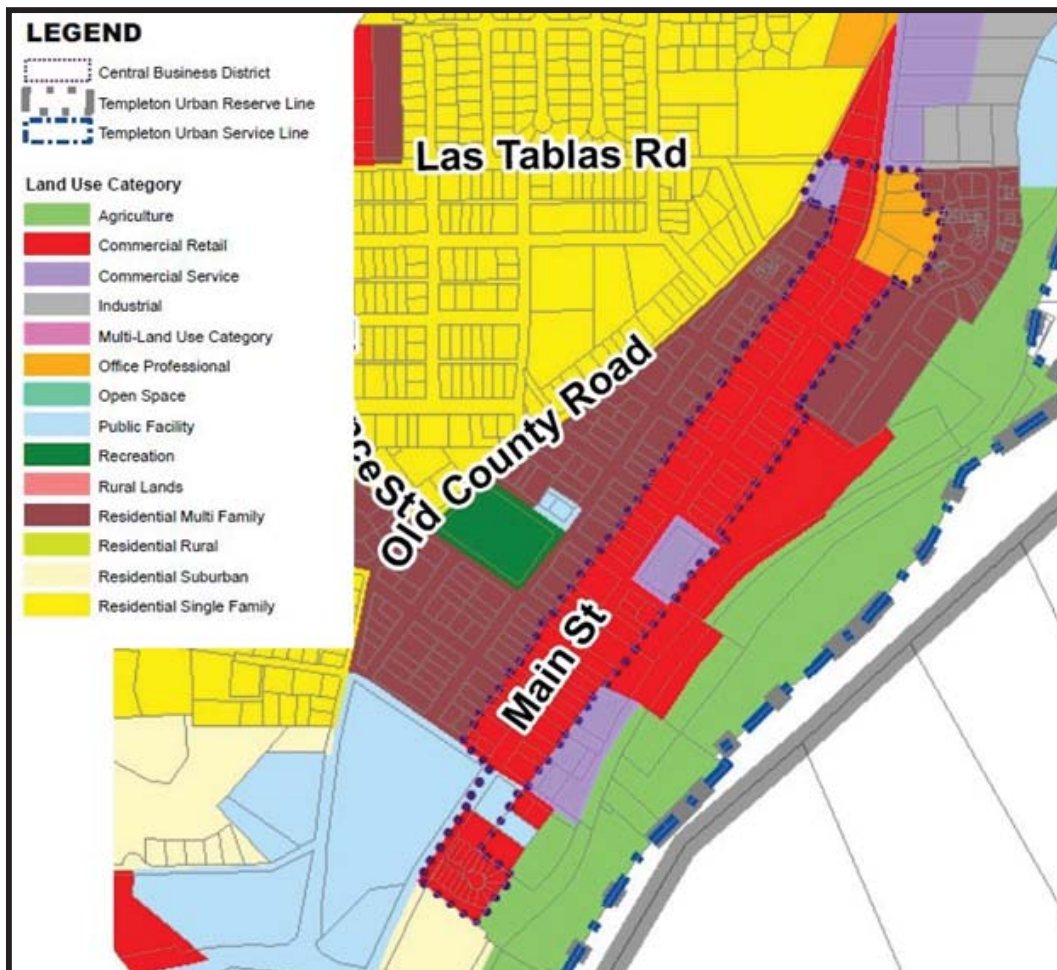 LEGEND
Central Business District
Templeton Urban Reserve Line
Templeton Urban Service Line
Land Use Category
Agriculture
Commercial Retail
Commercial Service
Industrial
Multi-Land Use Category
Office Professional
Open Space
Public Facility
Recreation
Rural Lands
Residential Multi Family
Residential Rural
Residential Suburban
Residential Single Family
Las Tablas Rd
Old County Road
Main St